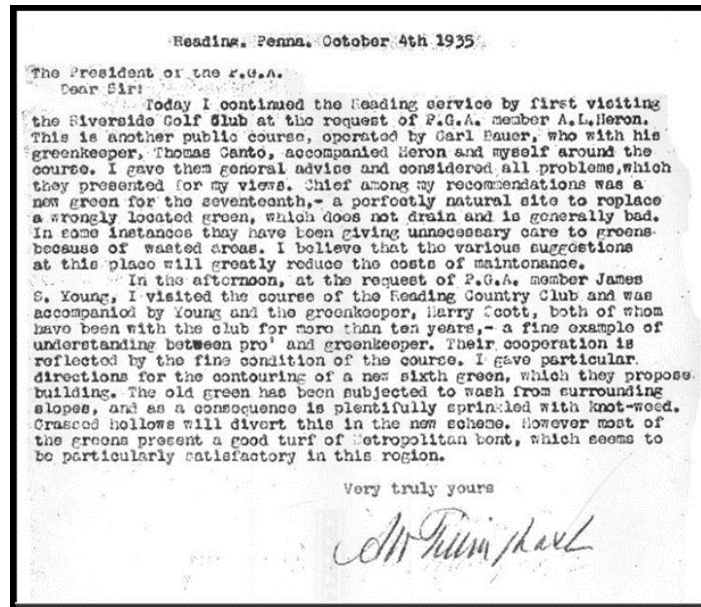 Reading. Penna. October 4th 1935
The President of the P.G.A.
Dear Sir:
Today I continued the Reading service by first visiting
the Riverside Golf Club at the request of P.G.A. member A.L.Heron.
This is another public course, operated by Carl Bauer, who with his
greenkeeper, Thomas Canto, accompanied Heron and myself around the
course. I gave them general advice and considered all problems,which
they presented for my views. Chief among my recommendations was a
new green for the seventeenth,- a perfectly natural site to replace
a wrongly located green, which does not drain and is generally bad.
In some instances thay have been giving unnecessary care to greens
because of wasted areas. I believe that the various suggestions
at this place will greatly reduce the costs of maintonance.
In the afternoon, at the request of P.G.A. member James
S. Young, I visited the course of the Reading Country Club and was
accompanied by Young and the greenkeeper, Harry Scott, both of whom
have been with the club for more than ten years,- a fine example of
understanding between pro' and greenkeeper. Their cooperation is
reflected by the fine condition of the course. I gave particular
directions for the contouring of a new sixth green, which they propose
building. The old green has been subjected to wash from surrounding
slopes, and as a consequence is plentifully sprinkled with knot-weed.
Grassed hollows will divert this in the new scheme. However most of
the greens present a good turf of Metropolitan bent, which seems to
be particularly satisfactory in this region.
Very truly yours
AW Tillinghast